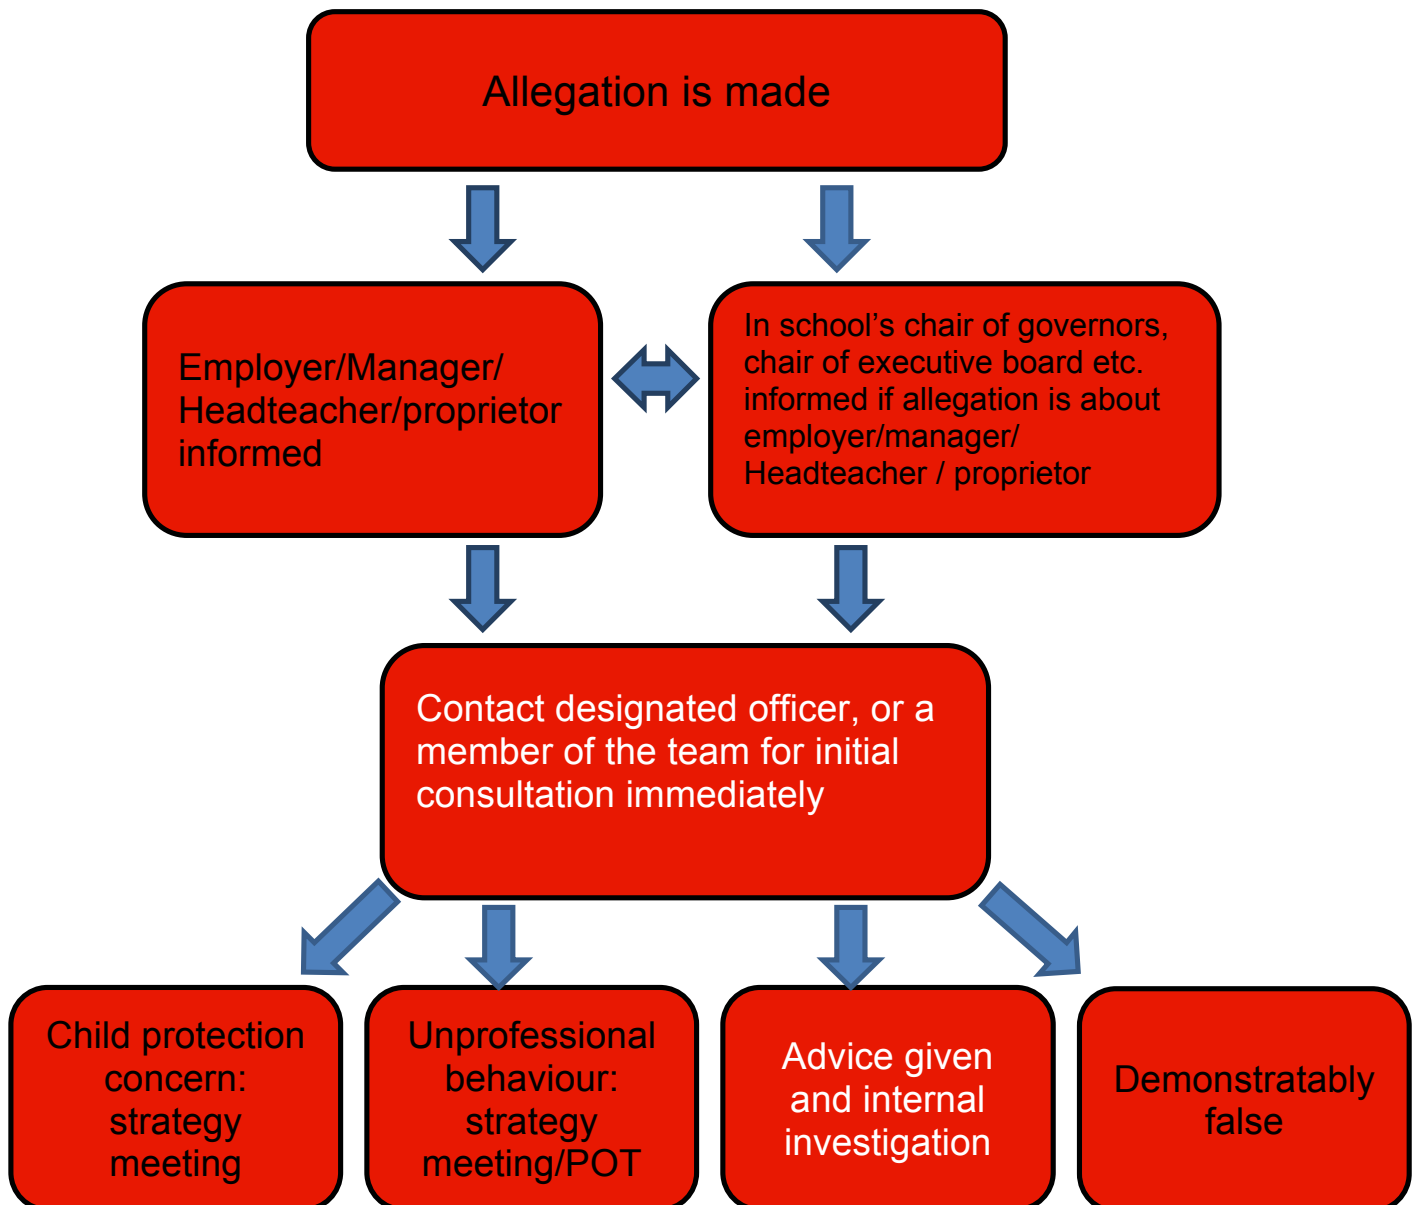 Allegation is made
Employer/Manager/
Headteacher/proprietor
informed
In school’s chair of governors,
chair of executive board etc.
informed if allegation is about
employer/manager/
Headteacher / proprietor
Contact designated officer, or a
member of the team for initial
consultation immediately
Child protection
concern:
strategy
meeting
Unprofessional
behaviour:
strategy
meeting/POT
Advice given
and internal
investigation
Demonstratably
false